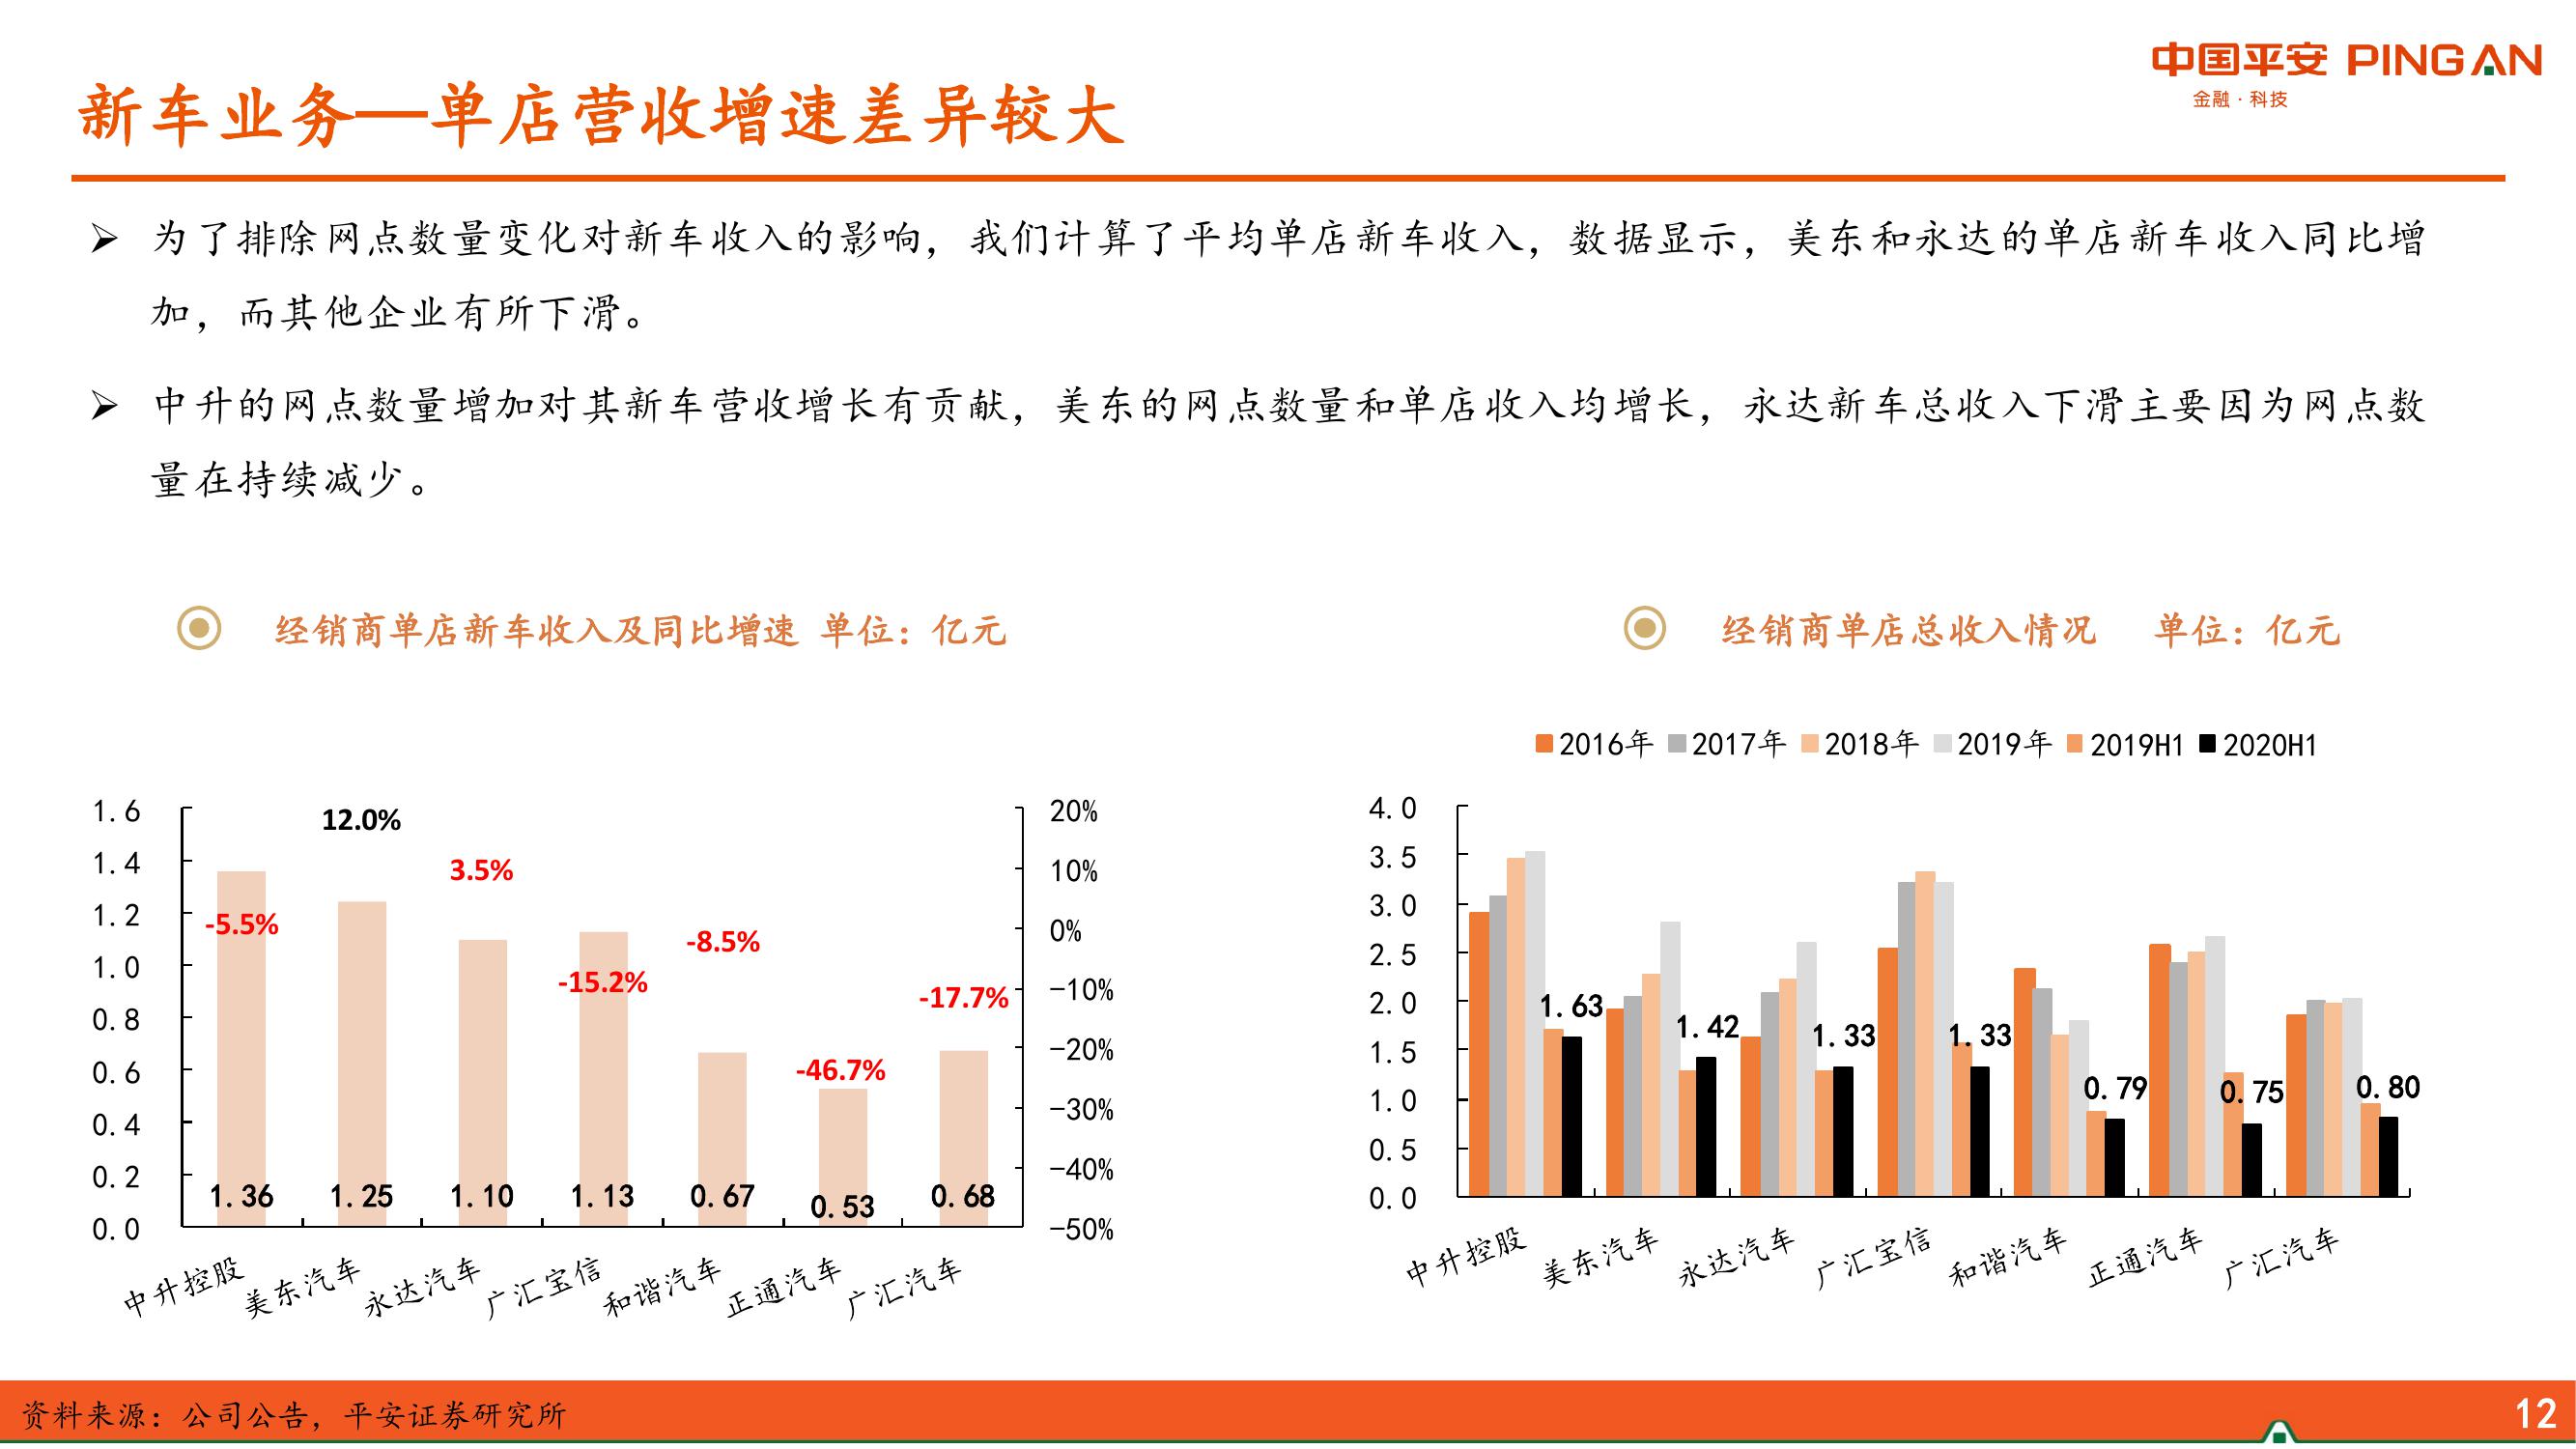 中国平安 PINGAN
金融·科技
新车业务—单店营收增速差异较大
➢ 为了排除网点数量变化对新车收入的影响，我们计算了平均单店新车收入，数据显示，美东和永达的单店新车收入同比增
加，而其他企业有所下滑。
➢ 中升的网点数量增加对其新车营收增长有贡献，美东的网点数量和单店收入均增长，永达新车总收入下滑主要因为网点数
量在持续减少。
经销商单店新车收入及同比增速 单位：亿元
1.6
1.4
1.2
1.0
0.8
0.6
0.4
0.2
0.0
-5.5%
12.0%
3.5%
-15.2%
-8.5%
-46.7%
-17.7%
1.36
1.25
1.10
1.13
0.67
0.53
0.68
20%
10%
0%
-10%
-20%
-30%
-40%
-50%
中升控股
美东汽车
永达汽车
广汇宝信
和谐汽车
正通汽车
广汇汽车
经销商单店总收入情况 单位：亿元
2016年 2017年 2018年 2019年 2019H1 2020H1
4.0
3.5
3.0
2.5
2.0
1.5
1.0
0.5
0.0
1.63
1.42
1.33
1.33
0.79
0.75
0.80
中升控股
美东汽车
永达汽车
广汇宝信
和谐汽车
正通汽车
广汇汽车
资料来源：公司公告，平安证券研究所
12